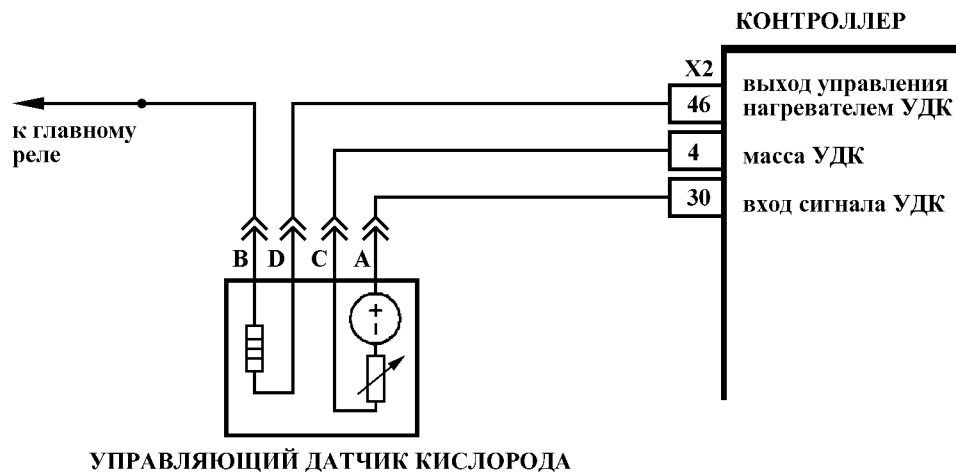 КОНТРОЛЛЕР
X2
46
выход управления
нагревателем УДК
к главному
реле
4
масса УДК
30
вход сигнала УДК
B D C A
+
-
УПРАВЛЯЮЩИЙ ДАТЧИК КИСЛОРОДА